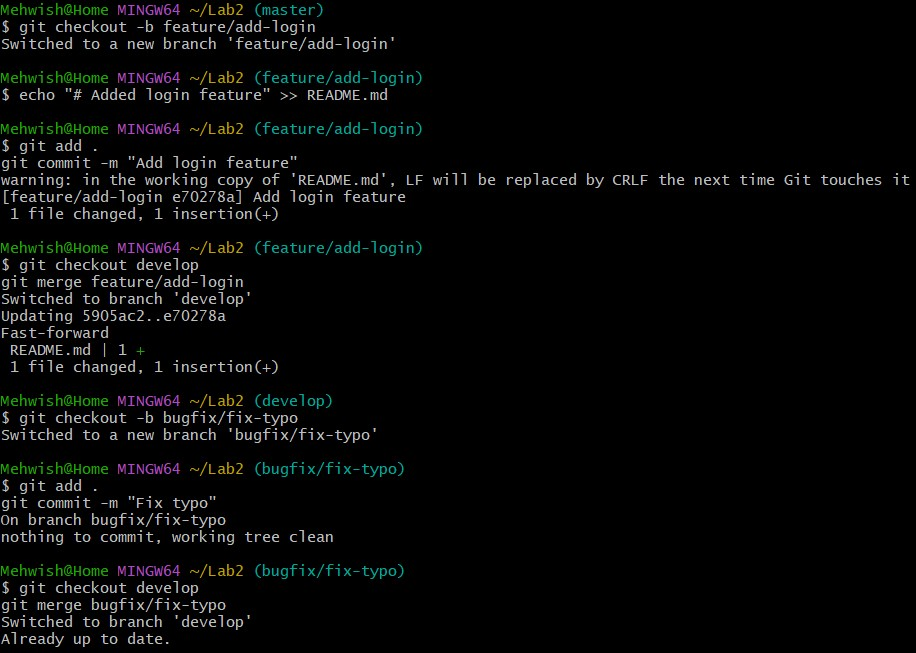 Mehwish@Home MINGW64 ~/Lab2 (master)
$ git checkout -b feature/add-login
Switched to a new branch 'feature/add-login'
Mehwish@Home MINGW64 ~/Lab2 (feature/add-login)
$ echo "# Added login feature" >> README.md
Mehwish@Home MINGW64 ~/Lab2 (feature/add-login)
$ git add .
git commit -m "Add login feature"
warning: in the working copy of 'README.md', LF will be replaced by CRLF the next time Git touches it
[feature/add-login e70278a] Add login feature
 1 file changed, 1 insertion(+)
Mehwish@Home MINGW64 ~/Lab2 (feature/add-login)
$ git checkout develop
git merge feature/add-login
Switched to branch 'develop'
Updating 5905ac2..e70278a
Fast-forward
 README.md | 1 +
 1 file changed, 1 insertion(+)
Mehwish@Home MINGW64 ~/Lab2 (develop)
$ git checkout -b bugfix/fix-typo
Switched to a new branch 'bugfix/fix-typo'
Mehwish@Home MINGW64 ~/Lab2 (bugfix/fix-typo)
$ git add .
git commit -m "Fix typo"
On branch bugfix/fix-typo
nothing to commit, working tree clean
Mehwish@Home MINGW64 ~/Lab2 (bugfix/fix-typo)
$ git checkout develop
git merge bugfix/fix-typo
Switched to branch 'develop'
Already up to date.